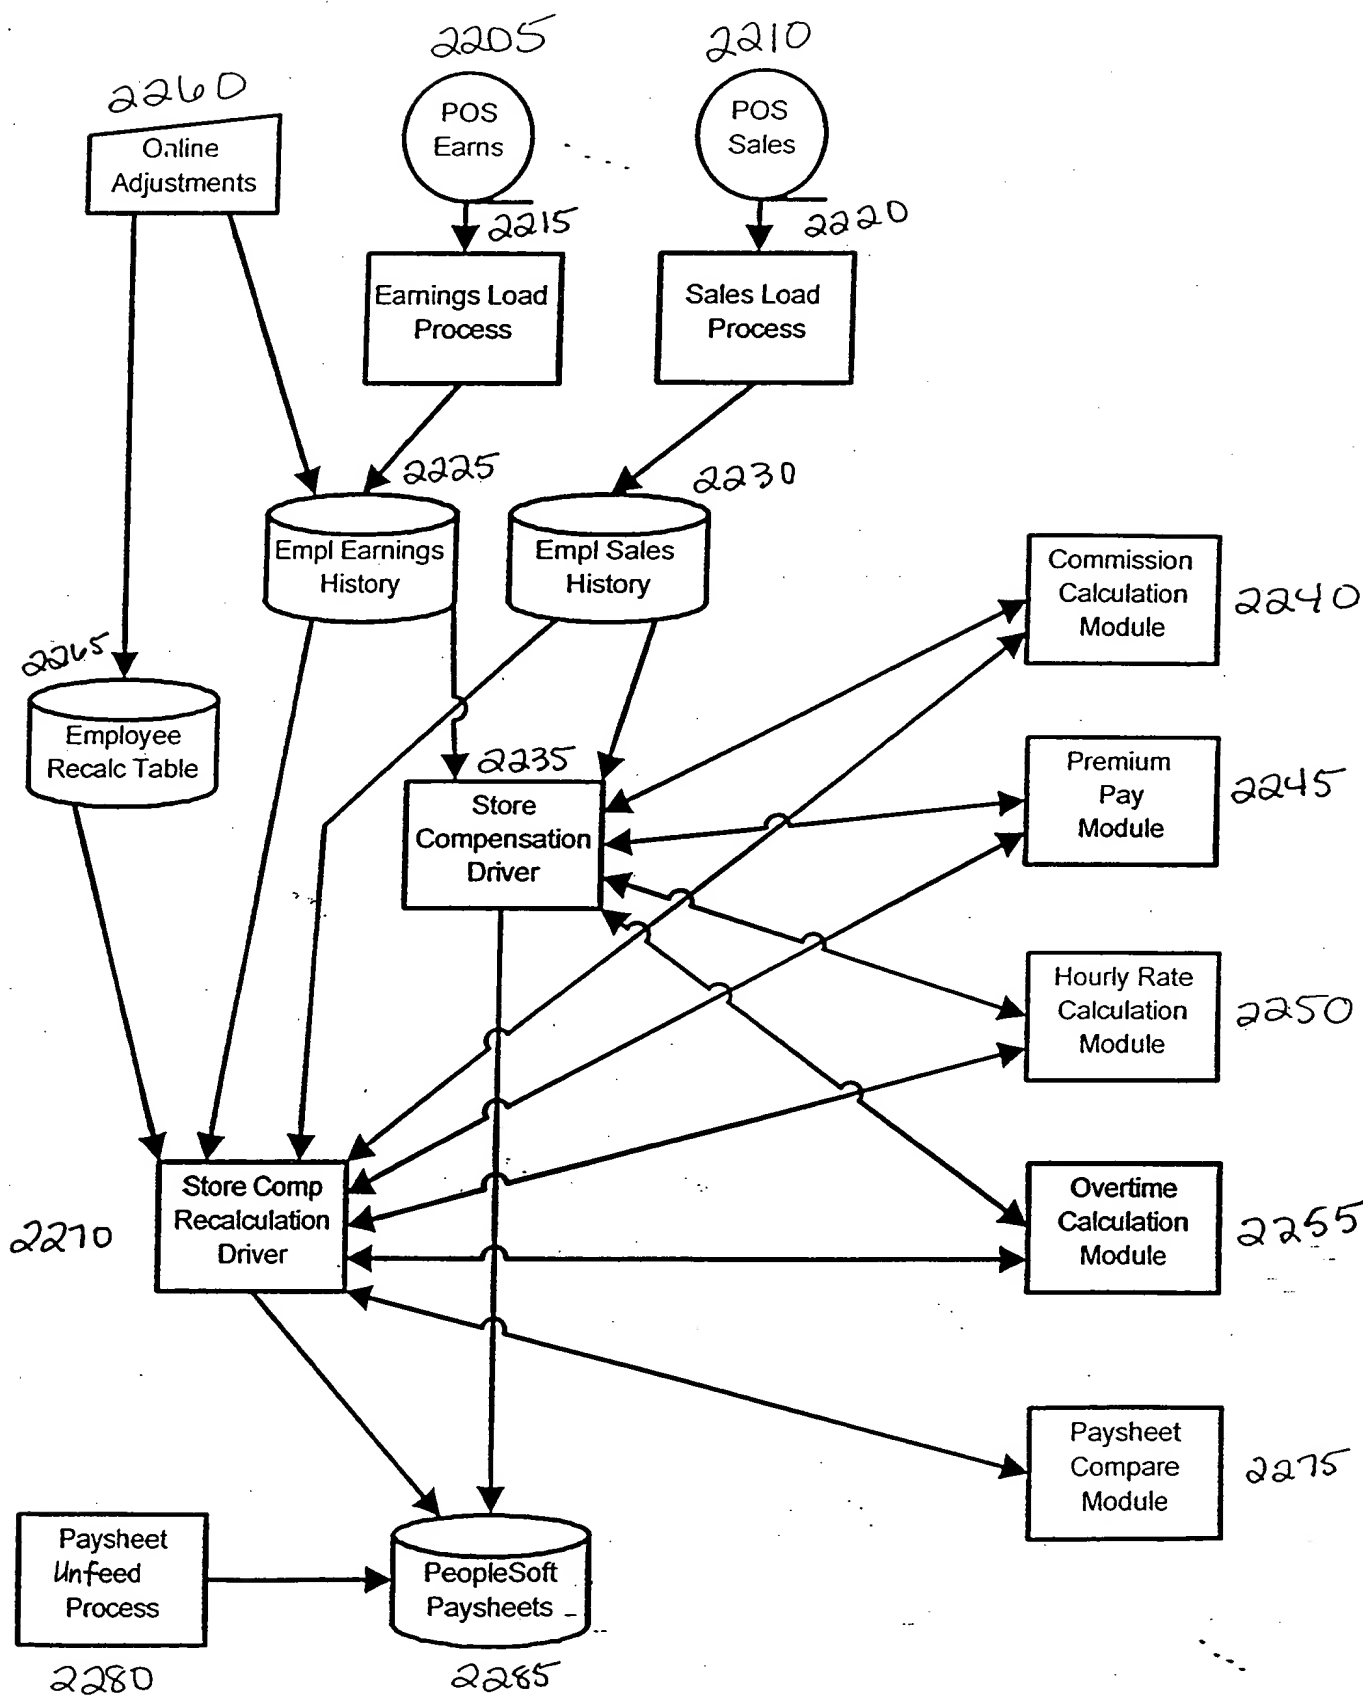 2205
2210
2260
POS
Earns
POS
Sales
Online
Adjustments
2215
2220
Earnings Load
Process
Sales Load
Process
2225
2230
Empl Earnings
History
Empl Sales
History
Commission
Calculation
Module
2240
2265
Employee
Recalc Table
2235
Store
Compensation
Driver
Premium
Pay
Module
2245
Hourly Rate
Calculation
Module
2250
Store Comp
Recalculation
Driver
2270
Overtime
Calculation
Module
2255
Paysheet
Compare
Module
2275
Paysheet
Unfeed
Process
PeopleSoft
Paysheets
2280
2285